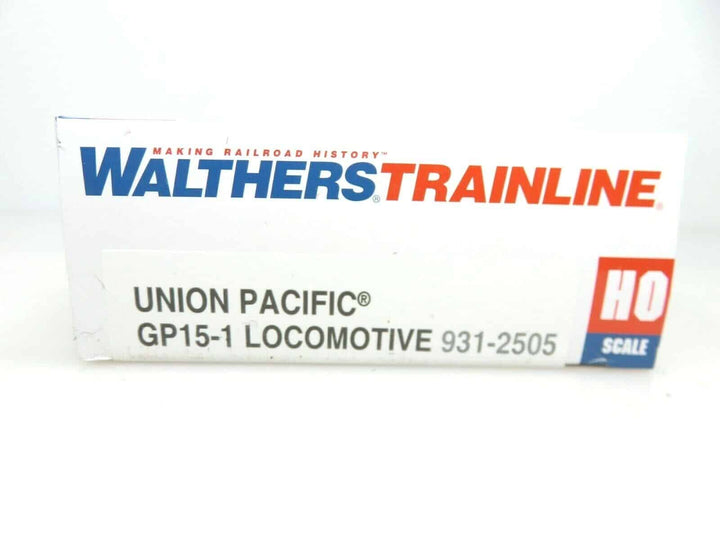 MAKING RAILROAD HISTORY™
WALTHERS®TRAINLINE®
UNION PACIFIC®
GP15-1 LOCOMOTIVE 931-2505
HO
SCALE